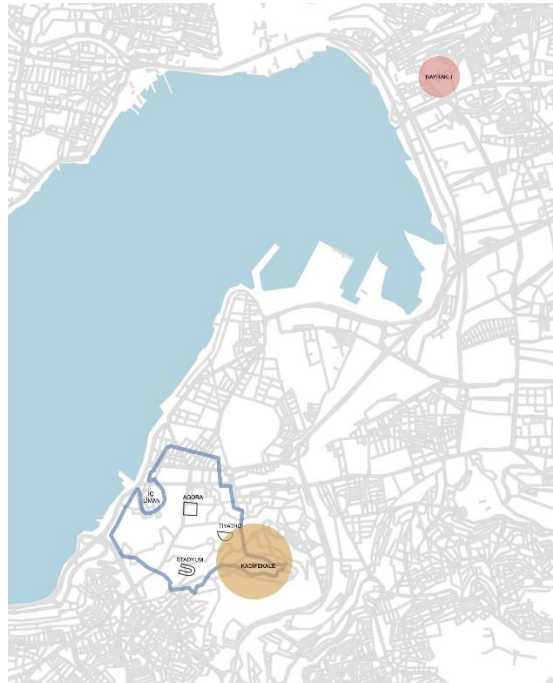 BAYRAKLI
İÇ
LİMAN
AGORA
TİYATRO
STADYUM
KADİFEKALE